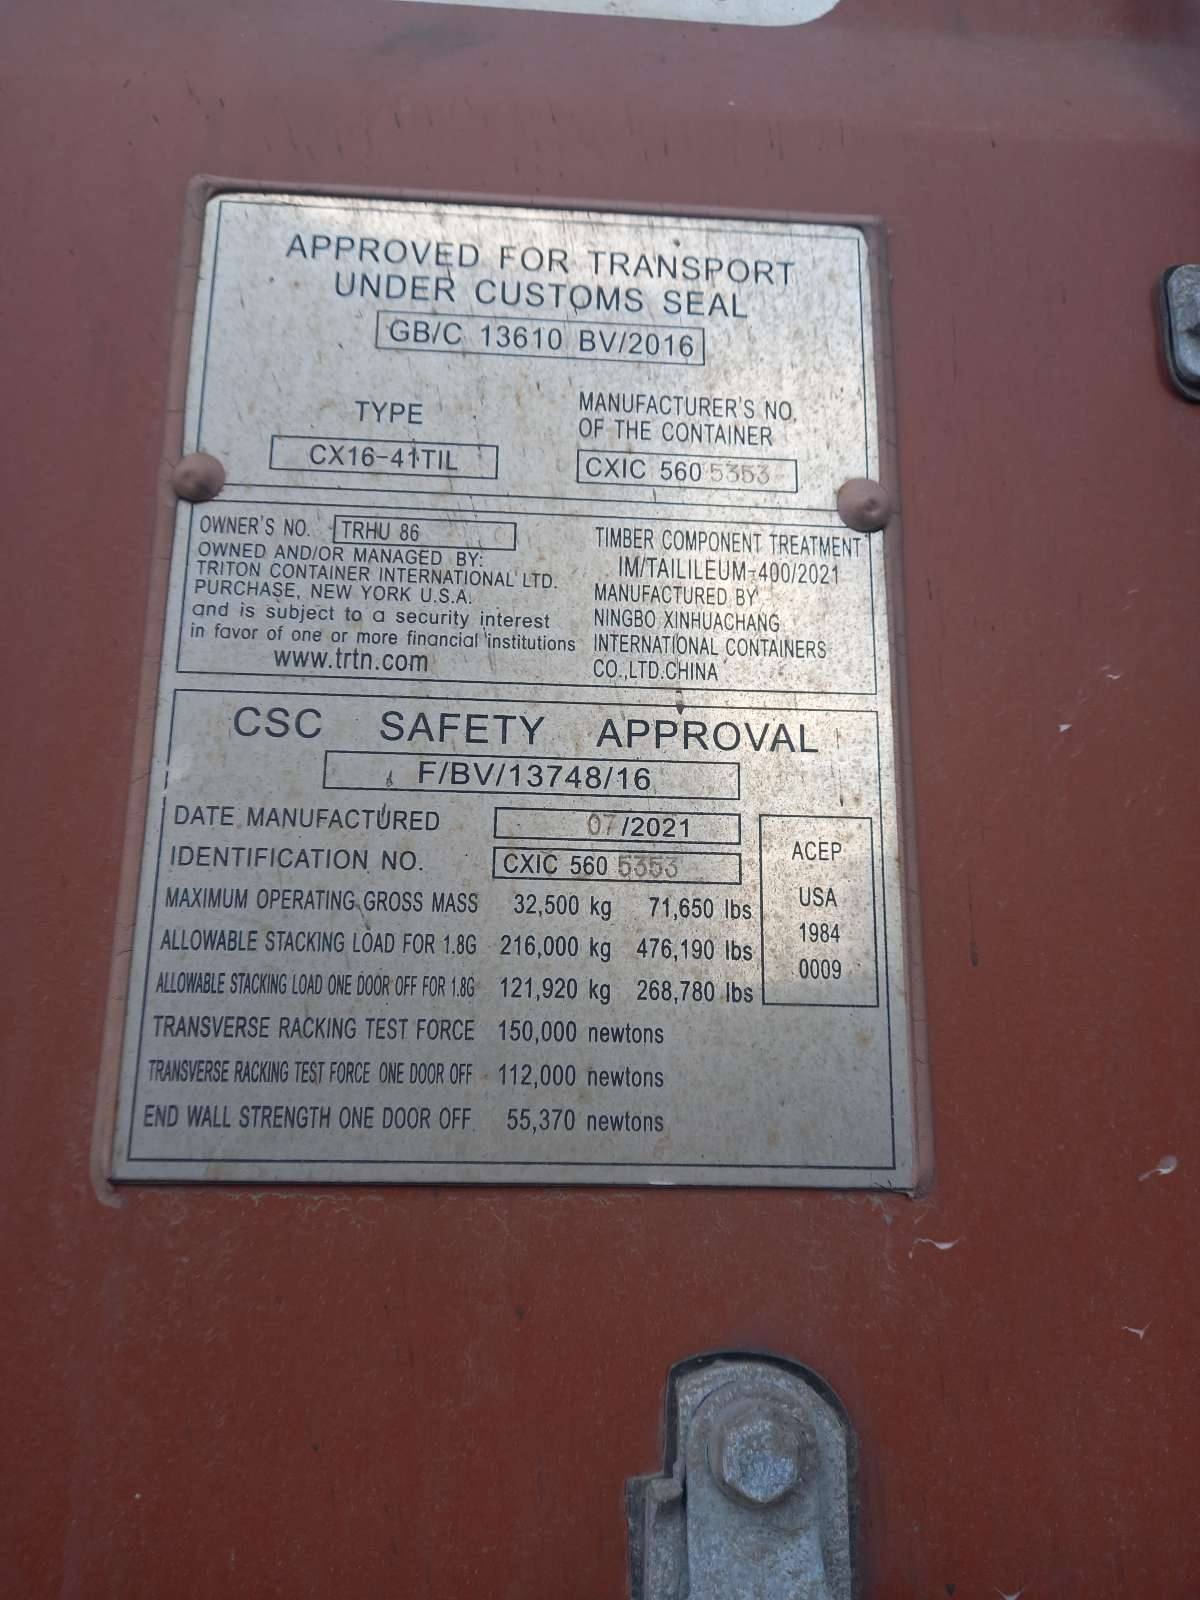 APPROVED FOR TRANSPORT
UNDER CUSTOMS SEAL
GB/C 13610 BV/2016
TYPE
CX16-41TIL
MANUFACTURER'S NO.
OF THE CONTAINER
CXIC 560 5353
OWNER'S NO. TRHU 86
OWNED AND/OR MANAGED BY:
TRITON CONTAINER INTERNATIONAL LTD.
PURCHASE, NEW YORK U.S.A.
and is subject to a security interest
in favor of one or more financial institutions
www.trtn.com
TIMBER COMPONENT TREATMENT
IM/TAILILEUM-400/2021
MANUFACTURED BY
NINGBO XINHUACHANG
INTERNATIONAL CONTAINERS
CO.,LTD.CHINA
CSC SAFETY APPROVAL
F/BV/13748/16
DATE MANUFACTURED 07/2021
IDENTIFICATION NO. CXIC 560 5353
MAXIMUM OPERATING GROSS MASS 32,500 kg 71,650 lbs
ALLOWABLE STACKING LOAD FOR 1.8G 216,000 kg 476,190 lbs
ALLOWABLE STACKING LOAD ONE DOOR OFF FOR 1.8G 121,920 kg 268,780 lbs
TRANSVERSE RACKING TEST FORCE 150,000 newtons
TRANSVERSE RACKING TEST FORCE ONE DOOR OFF 112,000 newtons
END WALL STRENGTH ONE DOOR OFF 55,370 newtons
ACEP
USA
1984
0009